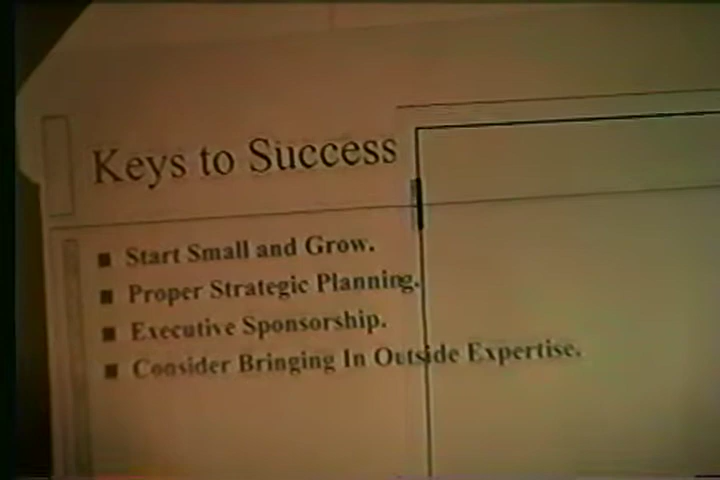 Keys to Success
Start Small and Grow.
Proper Strategic Planning.
Executive Sponsorship.
Consider Bringing In Outside Expertise.